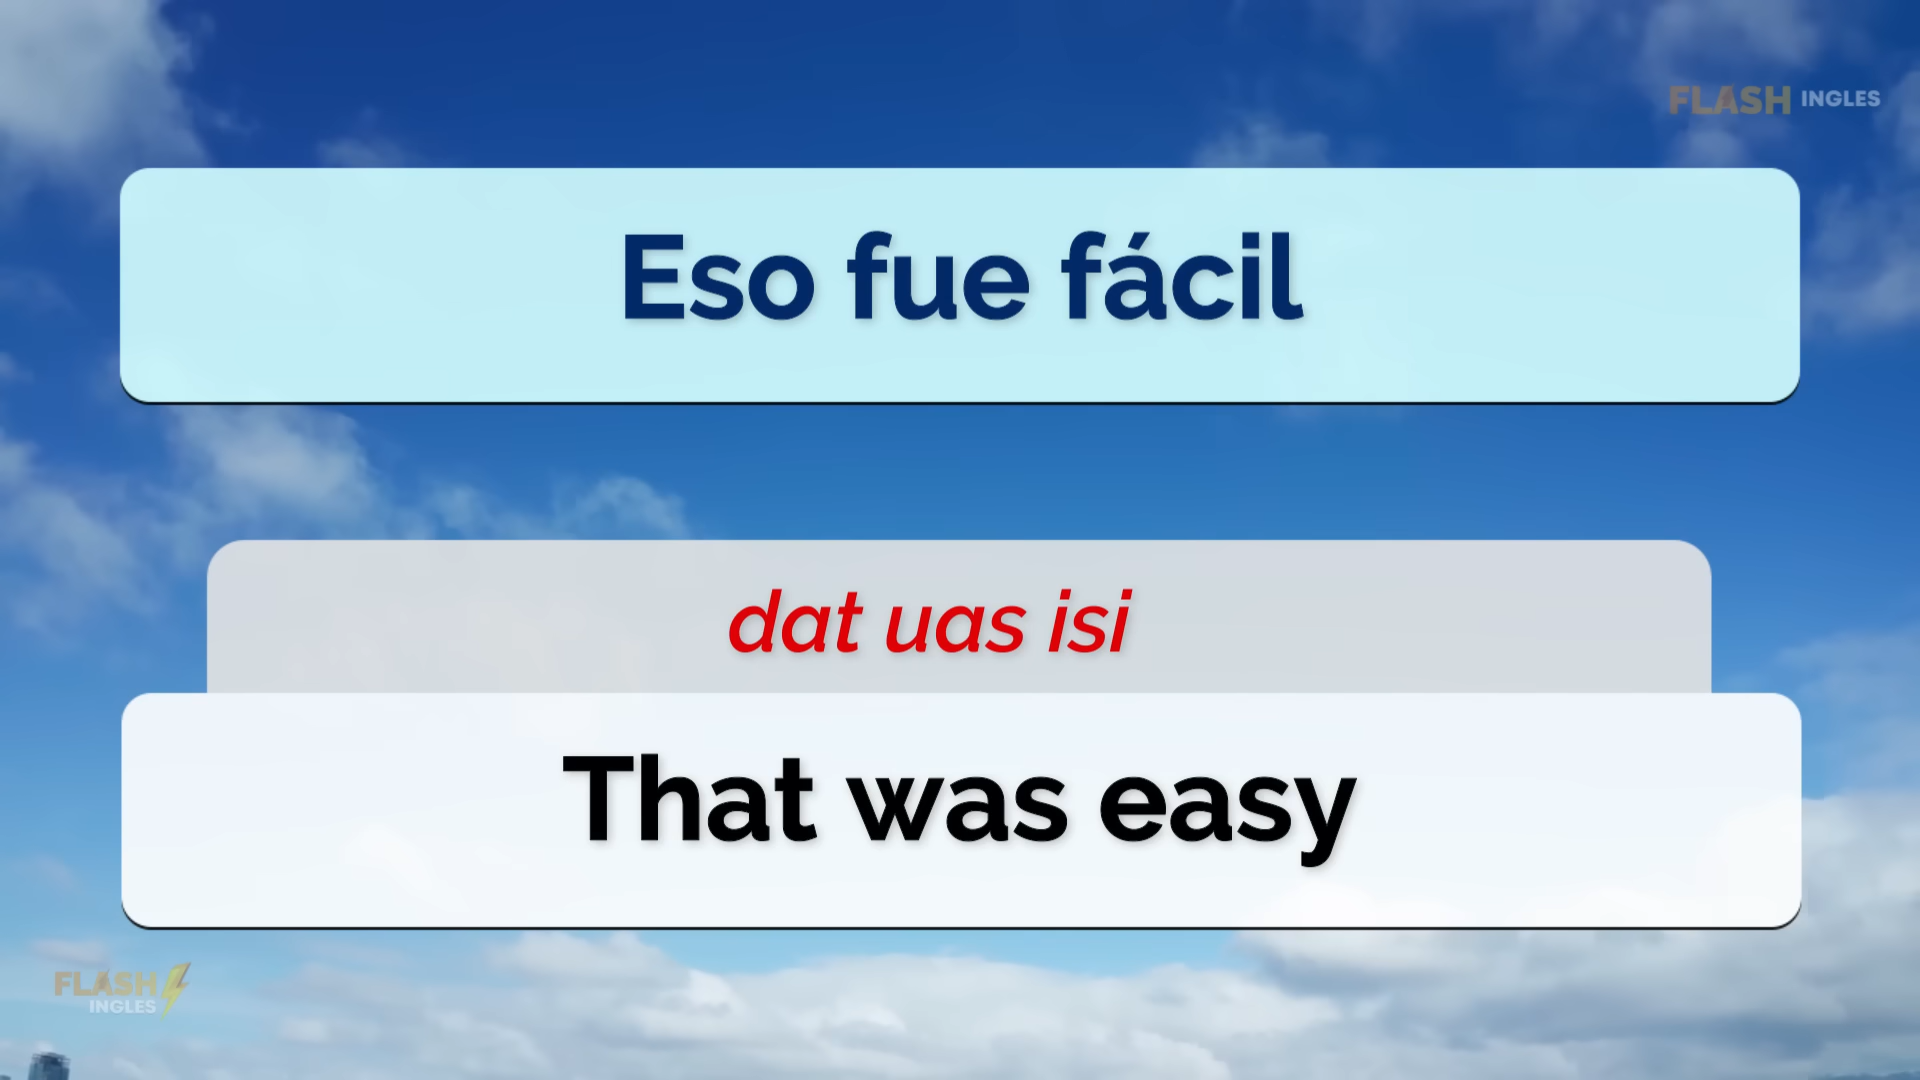 FLASH INGLES
Eso fue fácil
dat uas isi
That was easy
FLASH
INGLES